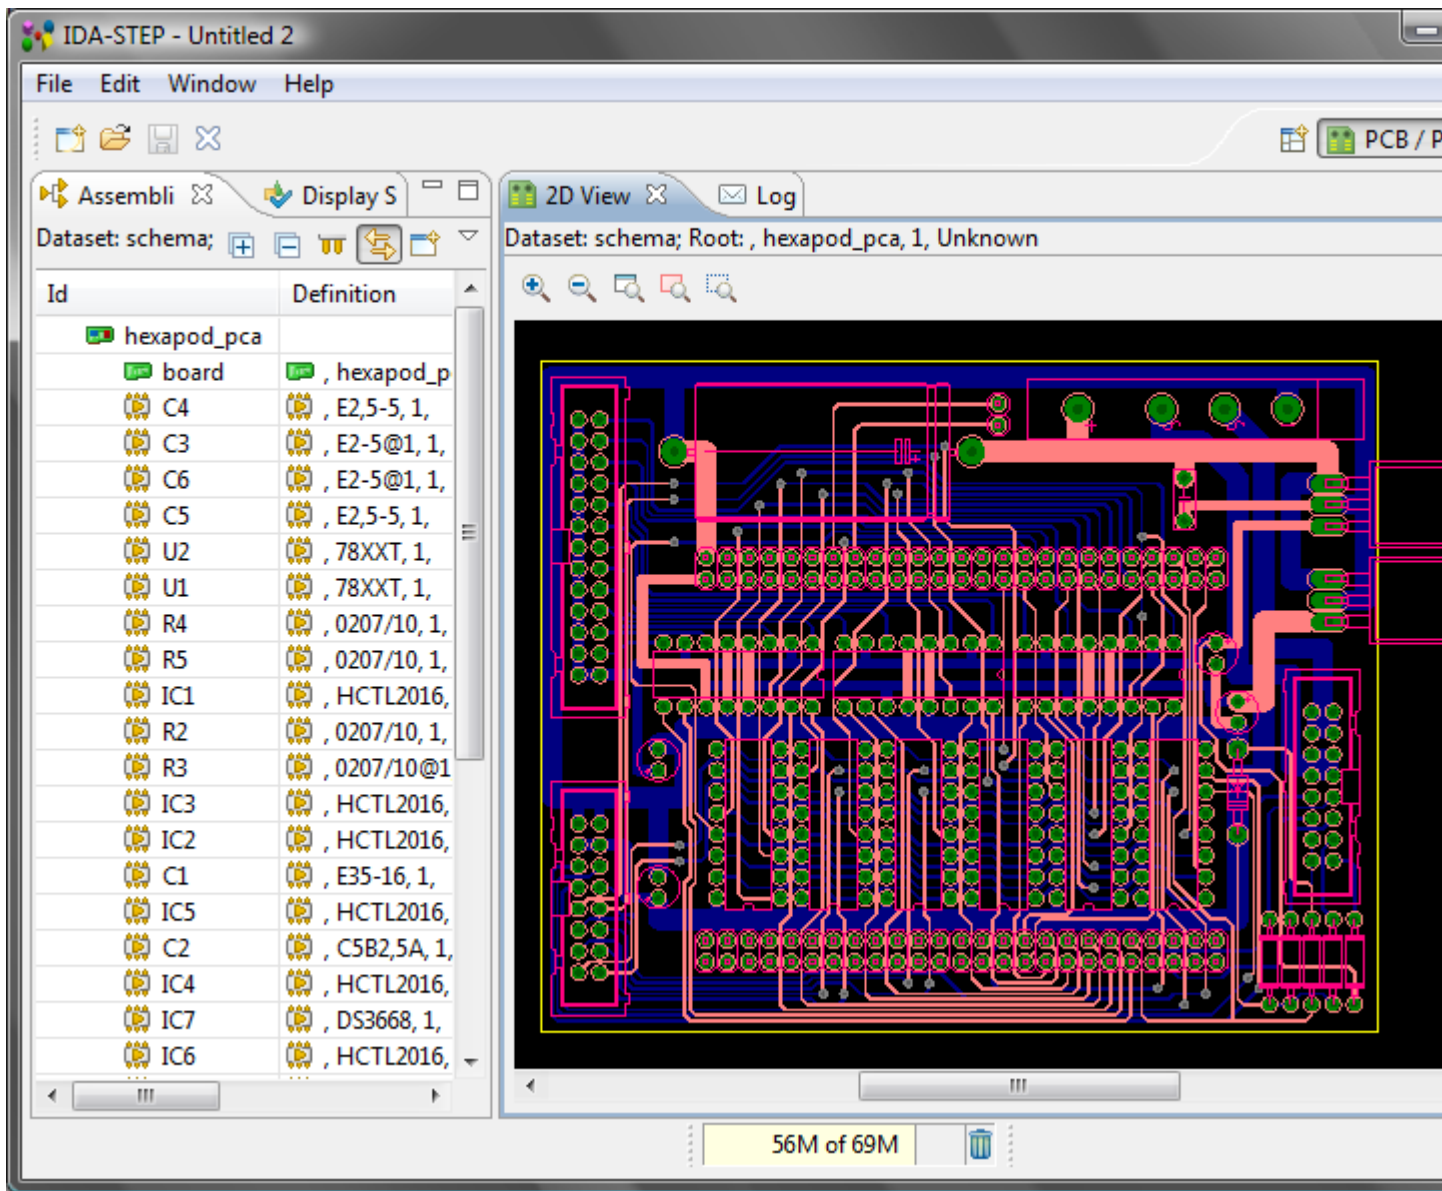 IDA-STEP - Untitled 2
File Edit Window Help
PCB / P
Assembli Display S
2D View Log
Dataset: schema;
Dataset: schema; Root: , hexapod_pca, 1, Unknown
Id Definition
hexapod_pca
board , hexapod_p
C4 , E2,5-5, 1,
C3 , E2-5@1, 1,
C6 , E2-5@1, 1,
C5 , E2,5-5, 1,
U2 , 78XXT, 1,
U1 , 78XXT, 1,
R4 , 0207/10, 1,
R5 , 0207/10, 1,
IC1 , HCTL2016,
R2 , 0207/10, 1,
R3 , 0207/10@1
IC3 , HCTL2016,
IC2 , HCTL2016,
C1 , E35-16, 1,
IC5 , HCTL2016,
C2 , C5B2,5A, 1,
IC4 , HCTL2016,
IC7 , DS3668, 1,
IC6 , HCTL2016,
56M of 69M